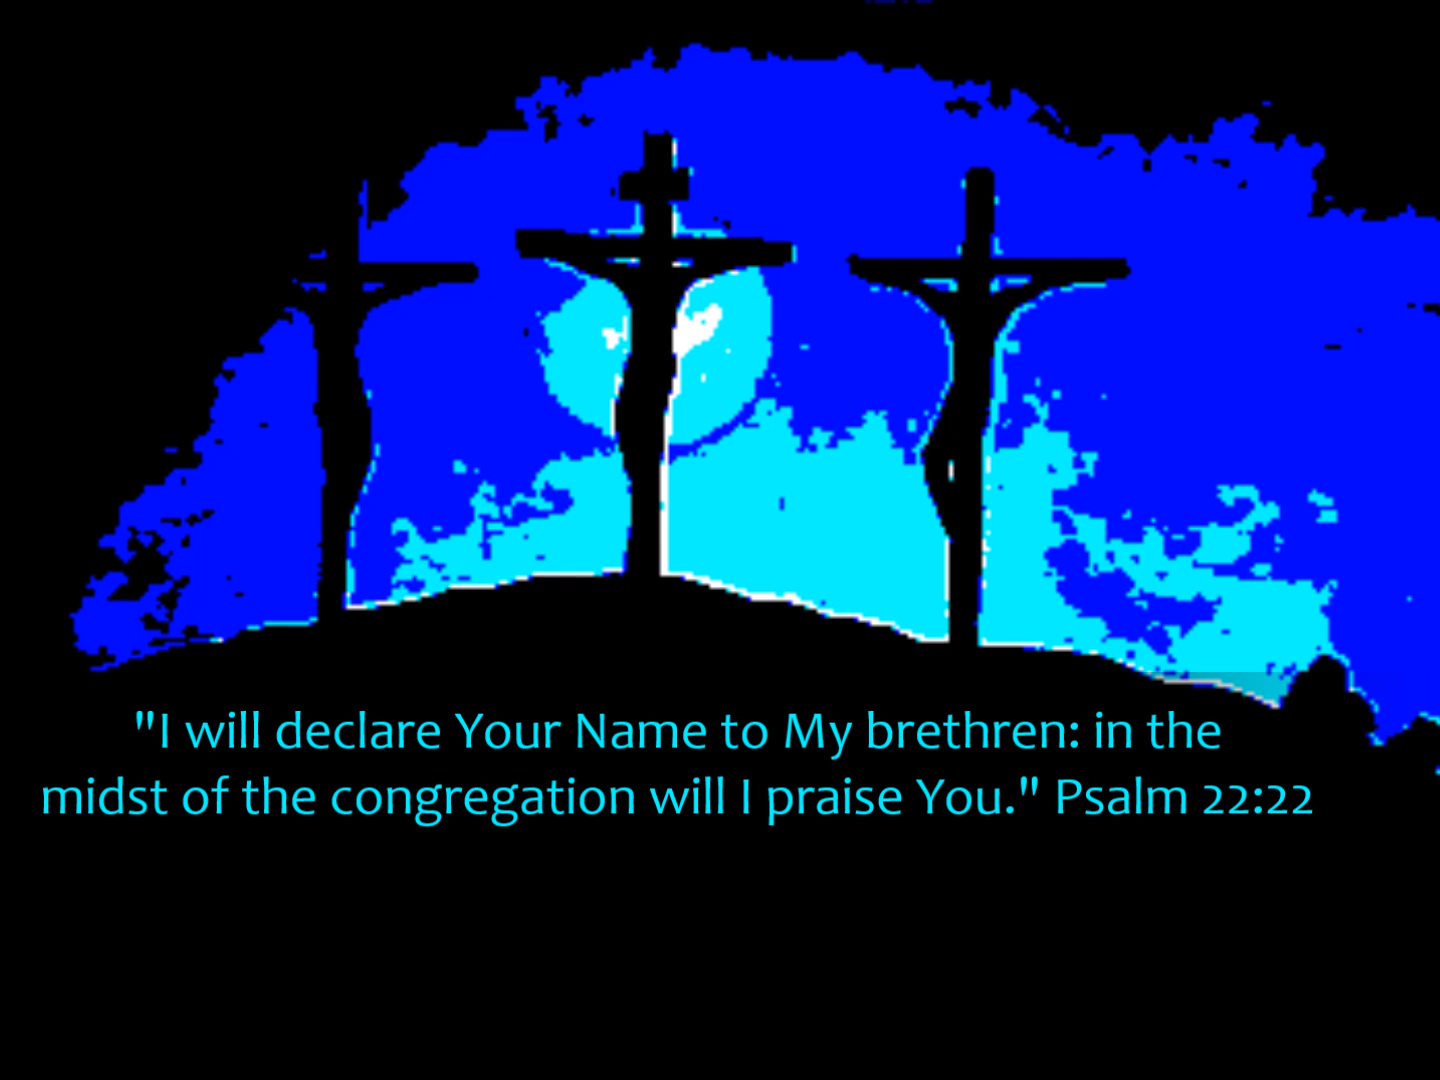 "I will declare Your Name to My brethren: in the
midst of the congregation will I praise You." Psalm 22:22